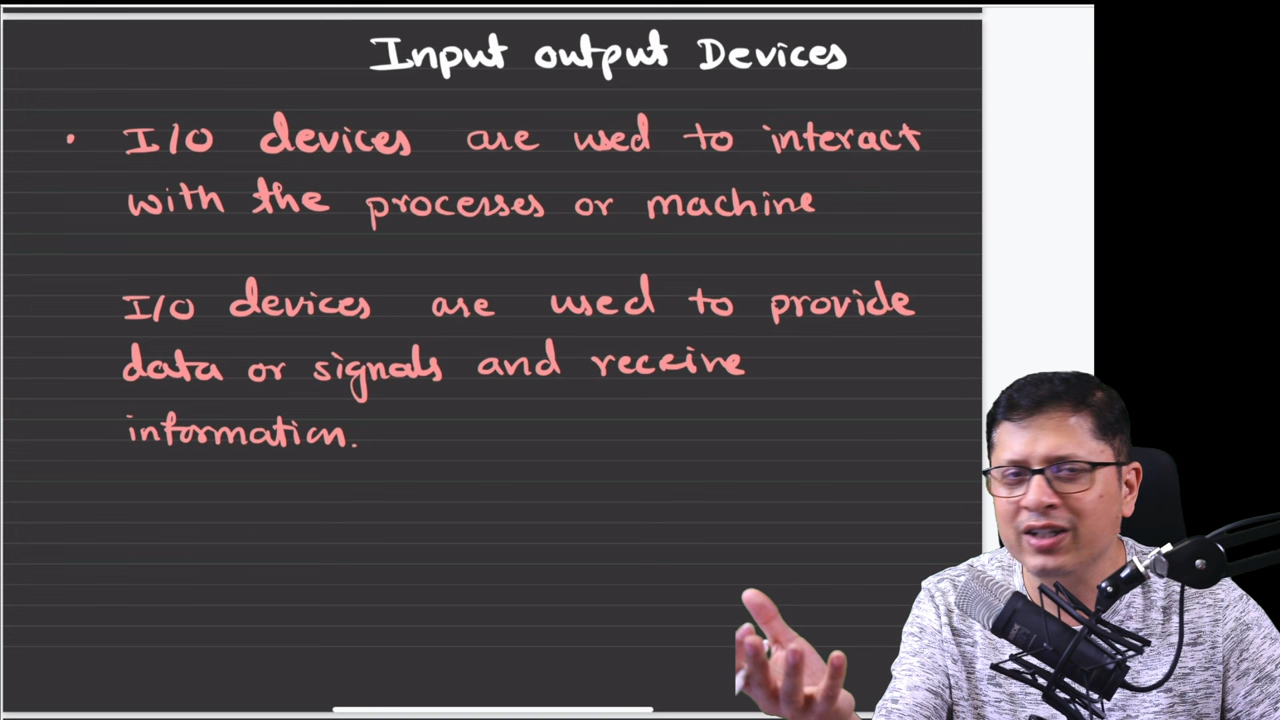 Input output Devices
• I/O devices are used to interact
with the processes or machine
I/O devices are used to provide
data or signals and receive
information.